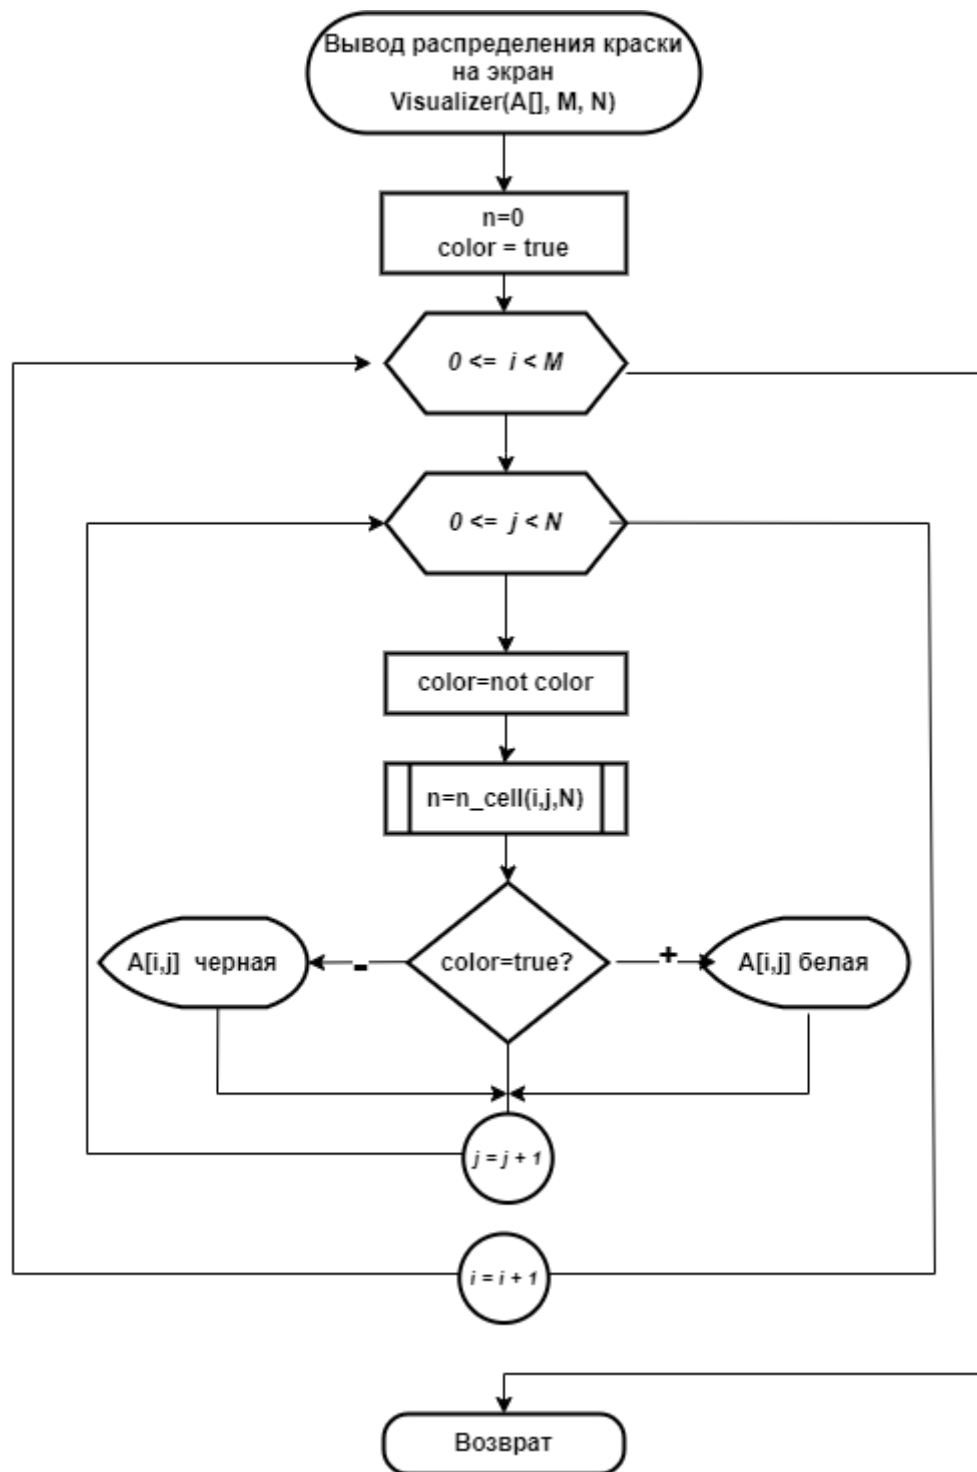 Вывод распределения краски
на экран
Visualizer(A[], M, N)
n=0
color = true
0 <= i < M
0 <= j < N
color=not color
n=n_cell(i,j,N)
A[i,j] черная
-
color=true?
+
A[i,j] белая
j = j + 1
i = i + 1
Возврат